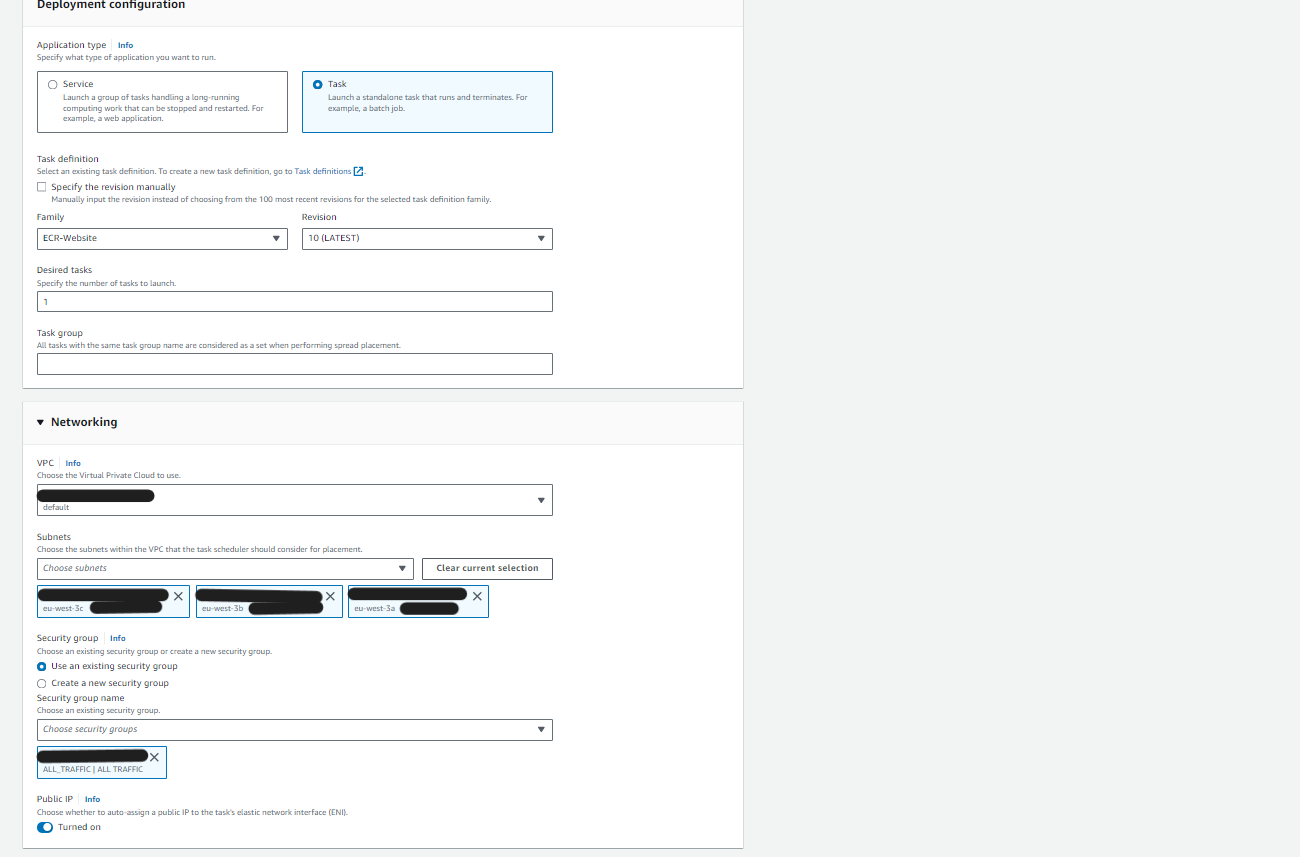 Deployment configuration
Application type Info
Specify what type of application you want to run.
Service
Launch a group of tasks handling a long-running
computing work that can be stopped and restarted. For
example, a web application.
Task
Launch a standalone task that runs and terminates. For
example, a batch job.
Task definition
Select an existing task definition. To create a new task definition, go to Task definitions.
Specify the revision manually
Manually input the revision instead of choosing from the 100 most recent revisions for the selected task definition family.
Family
ECR-Website
Revision
10 (LATEST)
Desired tasks
Specify the number of tasks to launch.
1
Task group
All tasks with the same task group name are considered as a set when performing spread placement.
Networking
VPC Info
Choose the Virtual Private Cloud to use.
default
Subnets
Choose the subnets within the VPC that the task scheduler should consider for placement.
Choose subnets
Clear current selection
eu-west-3c
eu-west-3b
eu-west-3a
Security group Info
Choose an existing security group or create a new security group.
Use an existing security group
Create a new security group
Security group name
Choose an existing security group.
Choose security groups
ALL_TRAFFIC | ALL TRAFFIC
Public IP Info
Choose whether to auto-assign a public IP to the task's elastic network interface (ENI).
Turned on